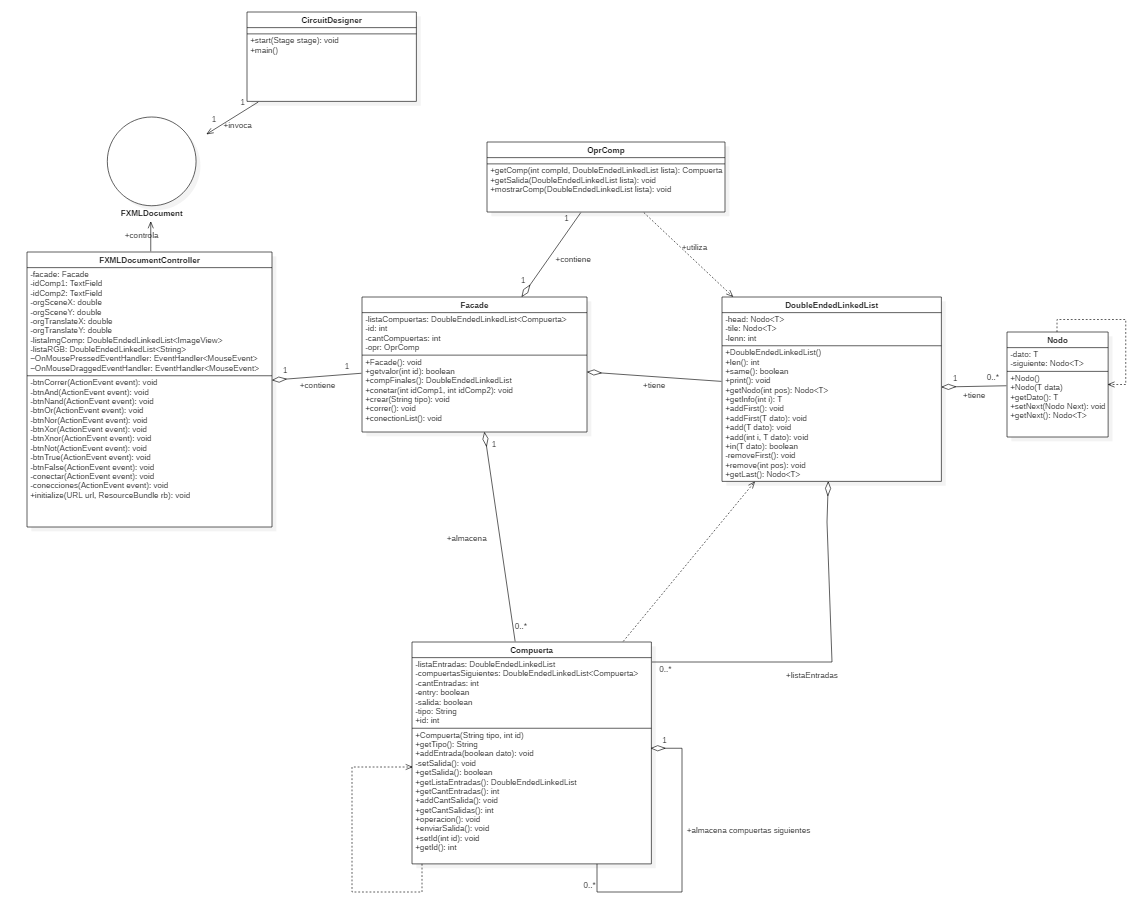 CircuitDesigner
+start(Stage stage): void
+main()
1
1
+invoca
FXMLDocument
+controla
OprComp
+getComp(int compId, DoubleEndedLinkedList lista): Compuerta
+getSalida(DoubleEndedLinkedList lista): void
+mostrarComp(DoubleEndedLinkedList lista): void
1
+utiliza
+contiene
1
FXMLDocumentController
-facade: Facade
-idComp1: TextField
-idComp2: TextField
-orgSceneX: double
-orgSceneY: double
-orgTranslateX: double
-orgTranslateY: double
-listaImgComp: DoubleEndedLinkedList<ImageView>
-listaRGB: DoubleEndedLinkedList<String>
~OnMousePressedEventHandler: EventHandler<MouseEvent>
~OnMouseDraggedEventHandler: EventHandler<MouseEvent>
-btnCorrer(ActionEvent event): void
-btnAnd(ActionEvent event): void
-btnNand(ActionEvent event): void
-btnOr(ActionEvent event): void
-btnNor(ActionEvent event): void
-btnXor(ActionEvent event): void
-btnXnor(ActionEvent event): void
-btnNot(ActionEvent event): void
-btnTrue(ActionEvent event): void
-btnFalse(ActionEvent event): void
-conectar(ActionEvent event): void
-conecciones(ActionEvent event): void
+initialize(URL url, ResourceBundle rb): void
1
1
+contiene
Facade
-listaCompuertas: DoubleEndedLinkedList<Compuerta>
-id: int
-cantCompuertas: int
-opr: OprComp
+Facade(): void
+getvalor(int id): boolean
+compFinales(): DoubleEndedLinkedList
+conetar(int idComp1, int idComp2): void
+crear(String tipo): void
+correr(): void
+conectionList(): void
1
+tiene
DoubleEndedLinkedList
-head: Nodo<T>
-tile: Nodo<T>
-lenn: int
+DoubleEndedLinkedList()
+len(): int
+same(): boolean
+print(): void
+getNodo(int pos): Nodo<T>
+getInfo(int i): T
+addFirst(): void
+addFirst(T dato): void
+add(T dato): void
+add(int i, T dato): void
+in(T dato): boolean
-removeFirst(): void
+remove(int pos): void
+getLast(): Nodo<T>
1
0..*
+tiene
Nodo
-dato: T
-siguiente: Nodo<T>
+Nodo()
+Nodo(T data)
+getDato(): T
+setNext(Nodo Next): void
+getNext(): Nodo<T>
+almacena
0..*
Compuerta
-listaEntradas: DoubleEndedLinkedList
-compuertasSiguientes: DoubleEndedLinkedList<Compuerta>
-cantEntradas: int
-entry: boolean
-salida: boolean
-tipo: String
+id: int
+Compuerta(String tipo, int id)
+getTipo(): String
+addEntrada(boolean dato): void
-setSalida(): void
+getSalida(): boolean
+getListaEntradas(): DoubleEndedLinkedList
+getCantEntradas(): int
+addCantSalida(): void
+getCantSalidas(): int
+operacion(): void
+enviarSalida(): void
+setId(int id): void
+getId(): int
0..*
+listaEntradas
1
+almacena compuertas siguientes
0..*